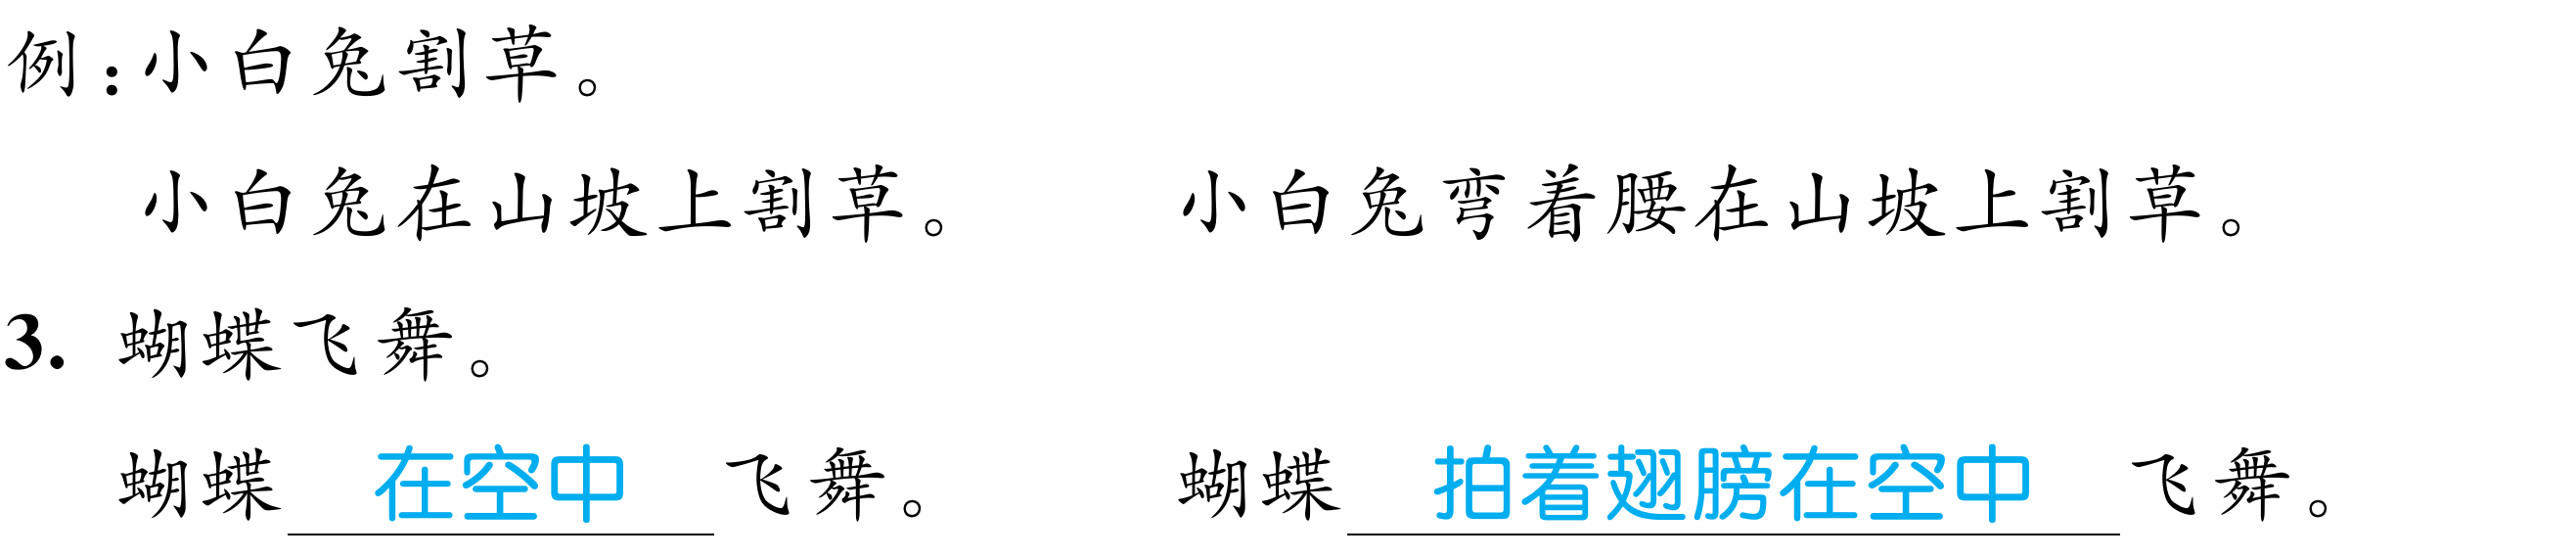 例：小白兔割草。
小白兔在山坡上割草。 小白兔弯着腰在山坡上割草。
3. 蝴蝶飞舞。
蝴蝶在空中飞舞。 蝴蝶拍着翅膀在空中飞舞。